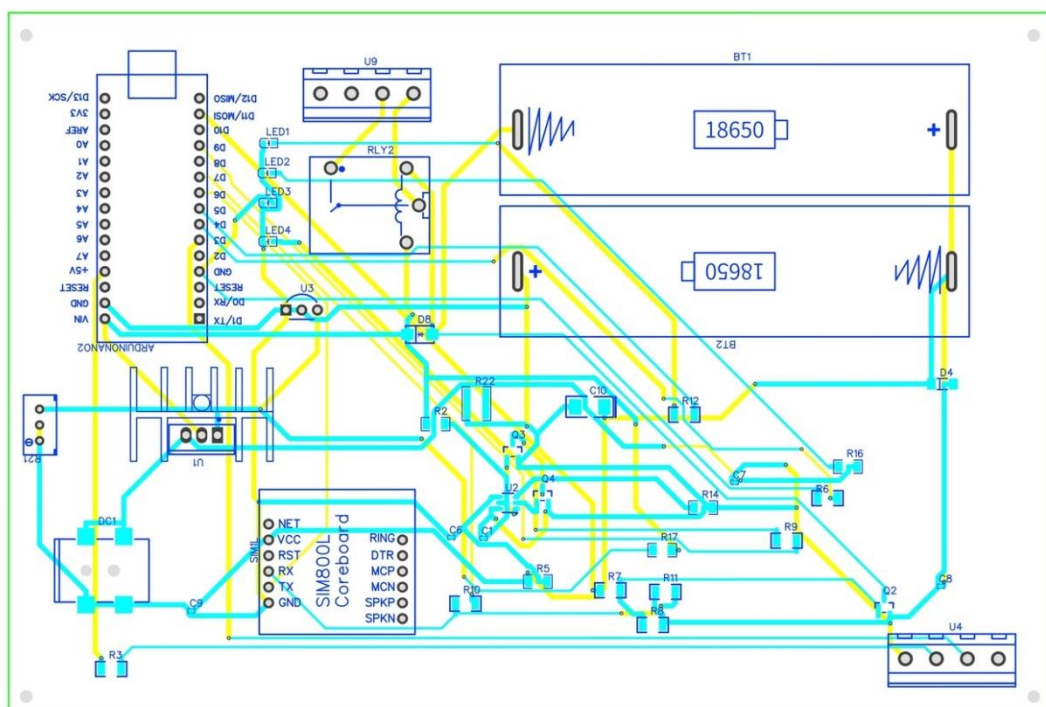 U9
BT1
18650
+
D13/SCK
D12/MISO
3V3
D11/MOSI
AREF
D10
A0
D9
A1
D8
A2
D7
A3
D6
A4
D5
A5
D4
A6
D3
A7
D2
+5V
GND
RESET
RESET
GND
D0/RX
VIN
D1/TX
ARDUINONANO2
LED1
LED2
LED3
LED4
RLY2
18650
+
BT2
U3
D8
D4
R22
C10
R12
R2
R21
U1
Q3
R16
C7
R6
U2
Q4
R14
DC1
SIM1L
NET
VCC
RST
RX
TX
GND
SIM800L
Coreboard
RING
DTR
MCP
MCN
SPKP
SPKN
C6
C1
R17
R9
R5
R7
R11
C8
Q2
C9
R10
R8
U4
R3